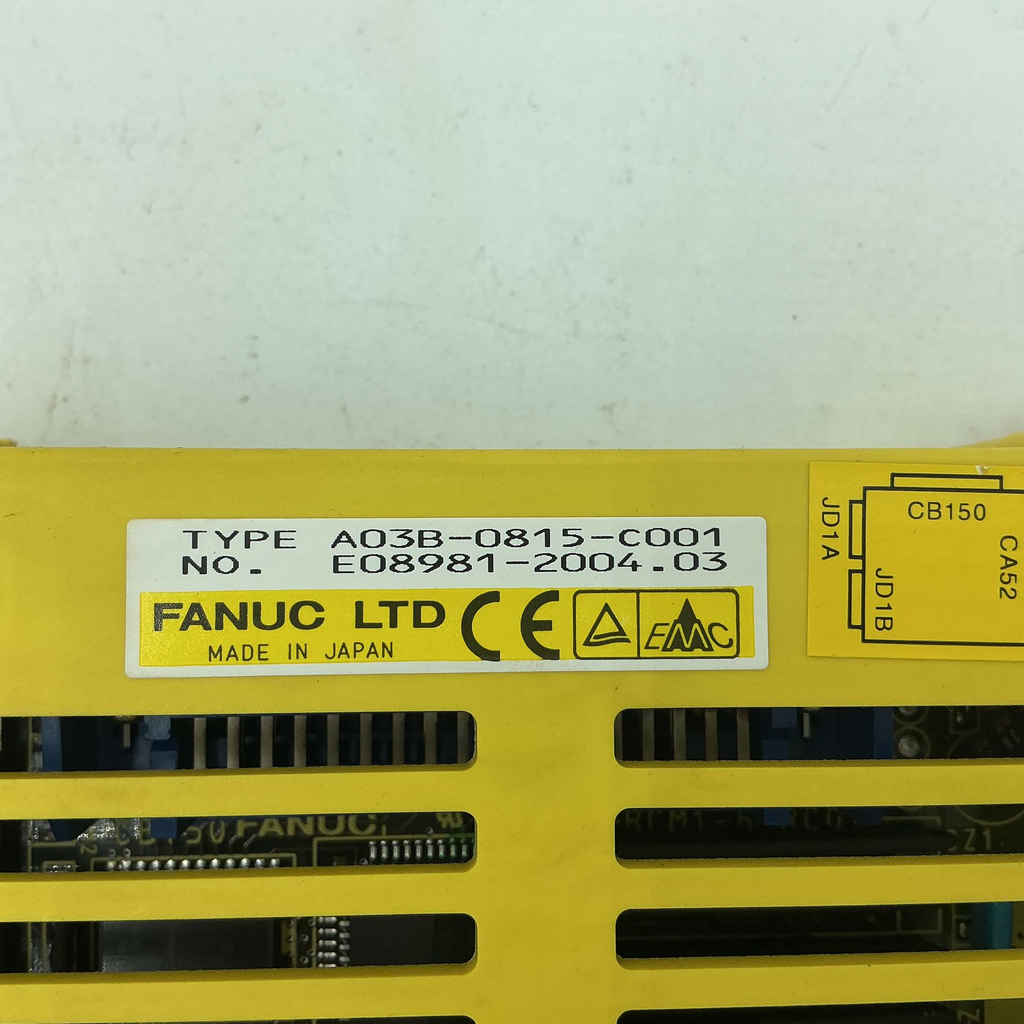 TYPE A03B-0815-C001
NO. E08981-2004.03
FANUC LTD CE
EMC
MADE IN JAPAN
CB150
JD1A
CA52
JD1B
FANUC